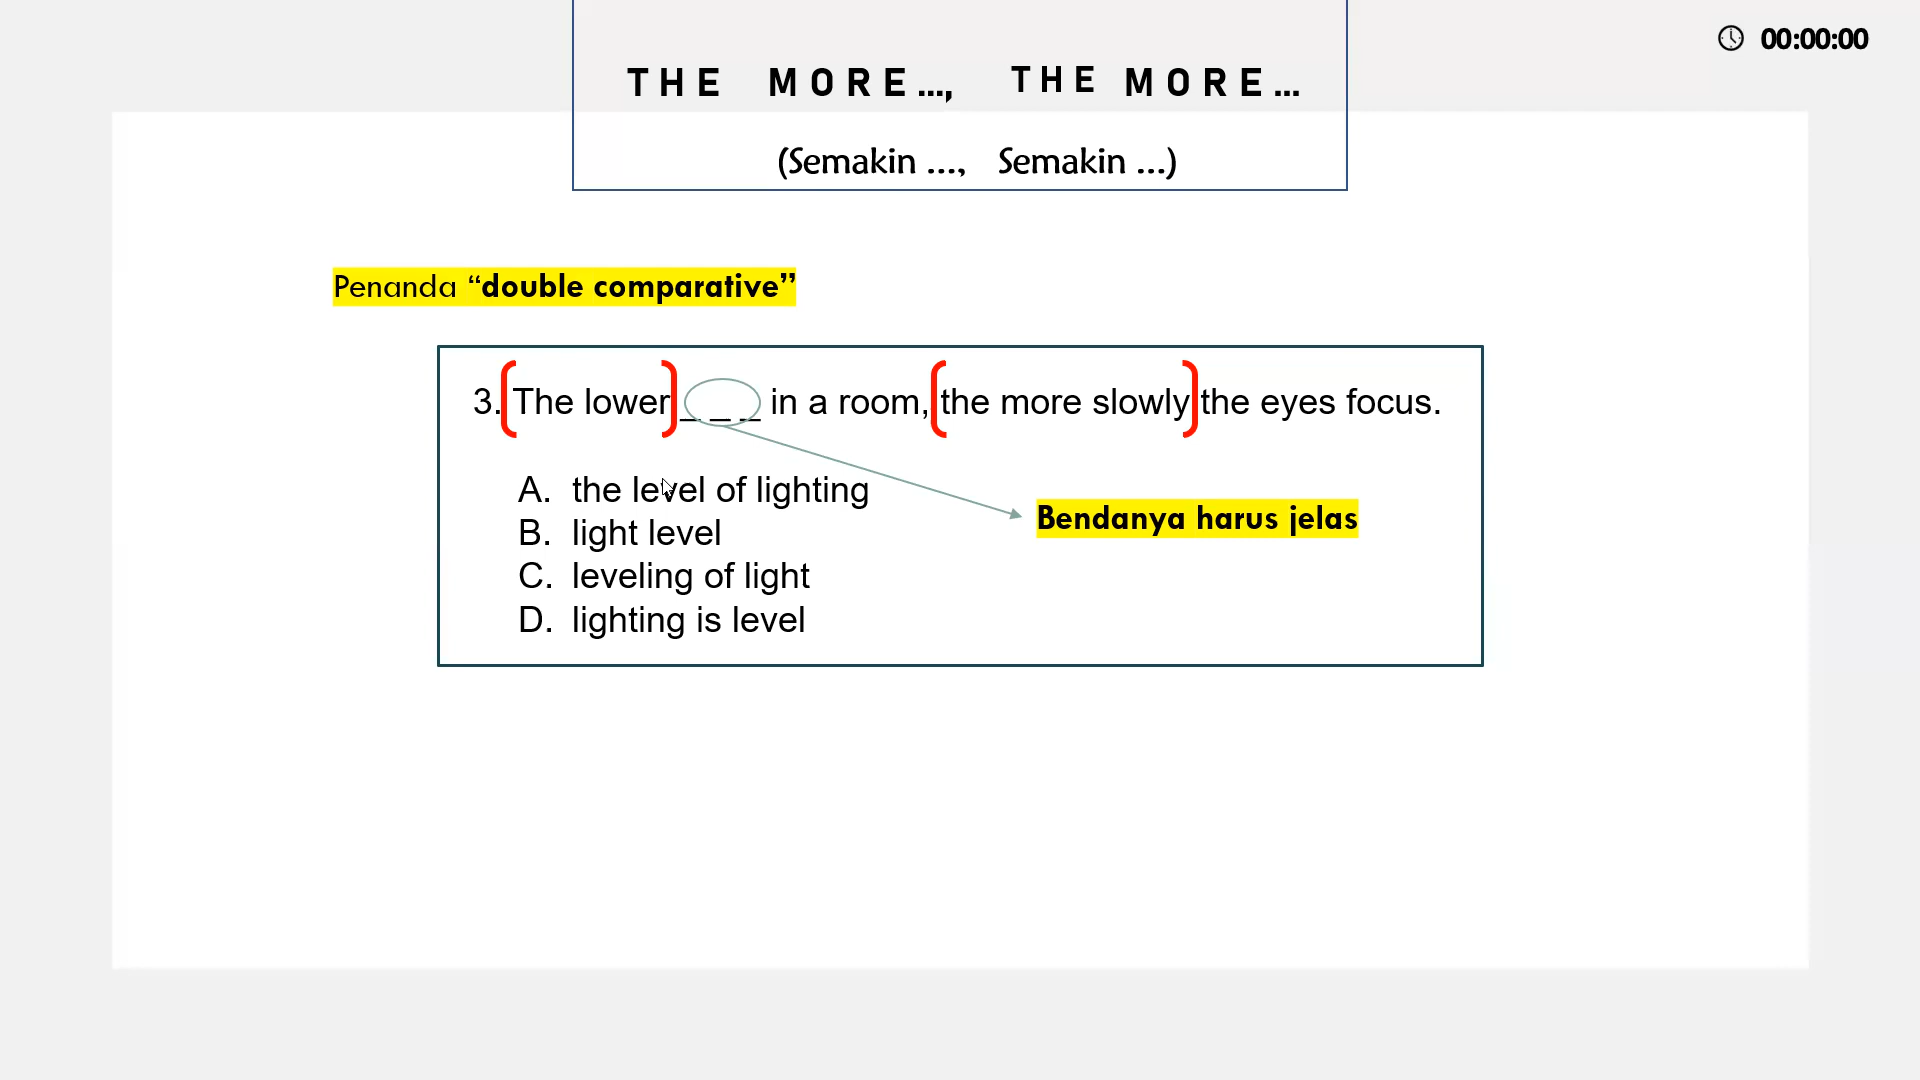 00:00:00
THE MORE…, THE MORE…
(Semakin …, Semakin …)
Penanda “double comparative”
3. The lower _ _ _ in a room, the more slowly the eyes focus.
A. the level of lighting
B. light level
C. leveling of light
D. lighting is level
Bendanya harus jelas